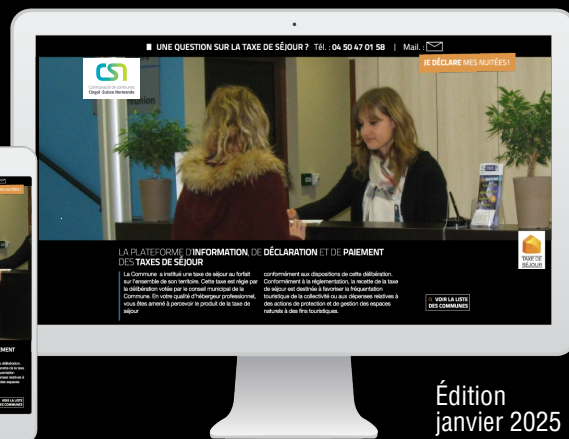 ■ UNE QUESTION SUR LA TAXE DE SÉJOUR ? Tél. : 04 50 47 01 58 | Mail. :
JE DÉCLARE MES NUITÉES !
Communauté de communes
Cingal-Suisse Normande
LA PLATEFORME D'INFORMATION, DE DÉCLARATION ET DE PAIEMENT
DES TAXES DE SÉJOUR
La Commune a institué une taxe de séjour au forfait
sur l'ensemble de son territoire. Cette taxe est régie par
la délibération votée par le conseil municipal de la
Commune. En votre qualité d'hébergeur professionnel,
vous êtes amené à percevoir le produit de la taxe de
séjour
conformément aux dispositions de cette délibération.
Conformément à la réglementation, la recette de la taxe
de séjour est destinée à favoriser la fréquentation
touristique de la collectivité ou aux dépenses relatives à
des actions de protection et de gestion des espaces
naturels à des fins touristiques.
TAXE DE
SÉJOUR
VOIR LA LISTE
DES COMMUNES
EMENT
VOIR LA LISTE
DES COMMUNES
Édition
janvier 2025